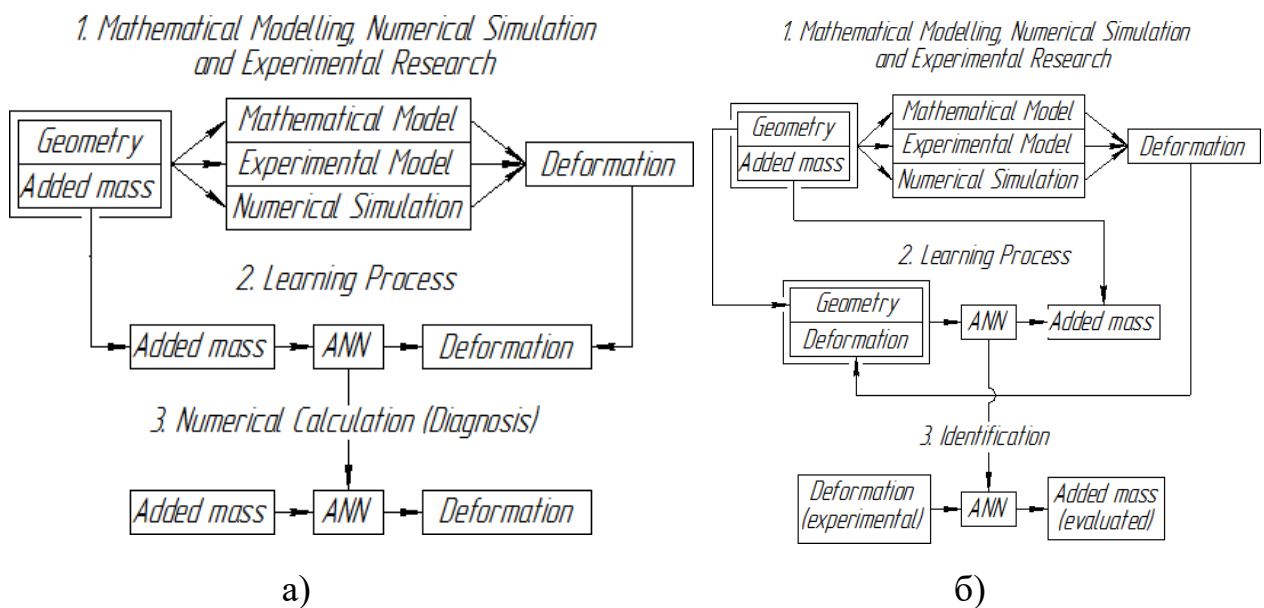 1. Mathematical Modelling, Numerical Simulation
and Experimental Research
Geometry
Added mass
Mathematical Model
Experimental Model
Numerical Simulation
Deformation
2. Learning Process
Added mass
ANN
Deformation
3. Numerical Calculation (Diagnosis)
Added mass
ANN
Deformation
а)
1. Mathematical Modelling, Numerical Simulation
and Experimental Research
Geometry
Added mass
Mathematical Model
Experimental Model
Numerical Simulation
Deformation
2. Learning Process
Geometry
Deformation
ANN
Added mass
3. Identification
Deformation
(experimental)
ANN
Added mass
(evaluated)
б)